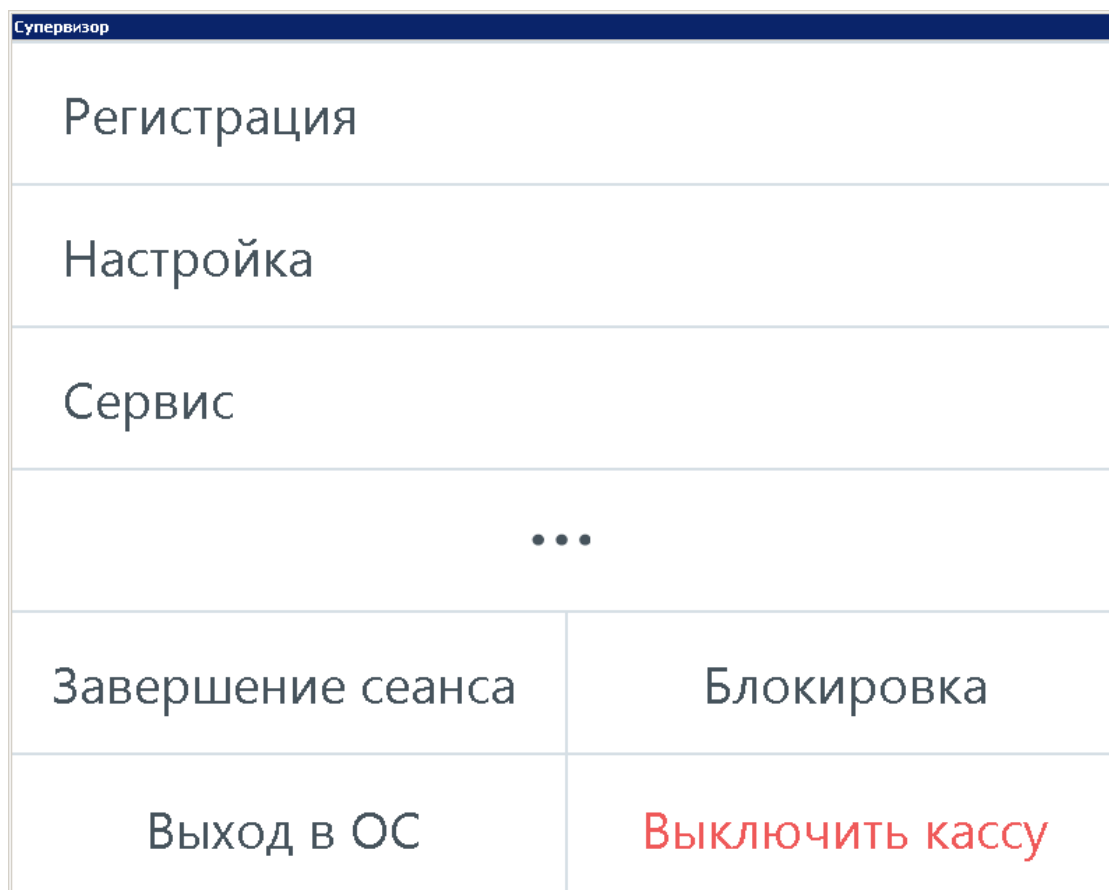 Супервизор
Регистрация
Настройка
Сервис
•••
Завершение сеанса
Блокировка
Выход в ОС
Выключить кассу